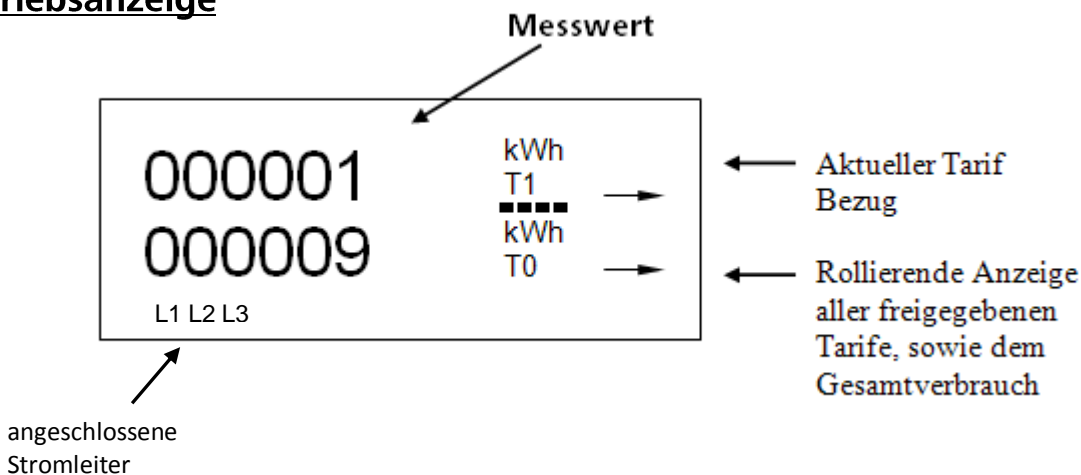 riebsanzeige
Messwert
000001
kWh
T1
000009
kWh
T0
L1 L2 L3
Aktueller Tarif
Bezug
Rollierende Anzeige
aller freigegebenen
Tarife, sowie dem
Gesamtverbrauch
angeschlossene
Stromleiter